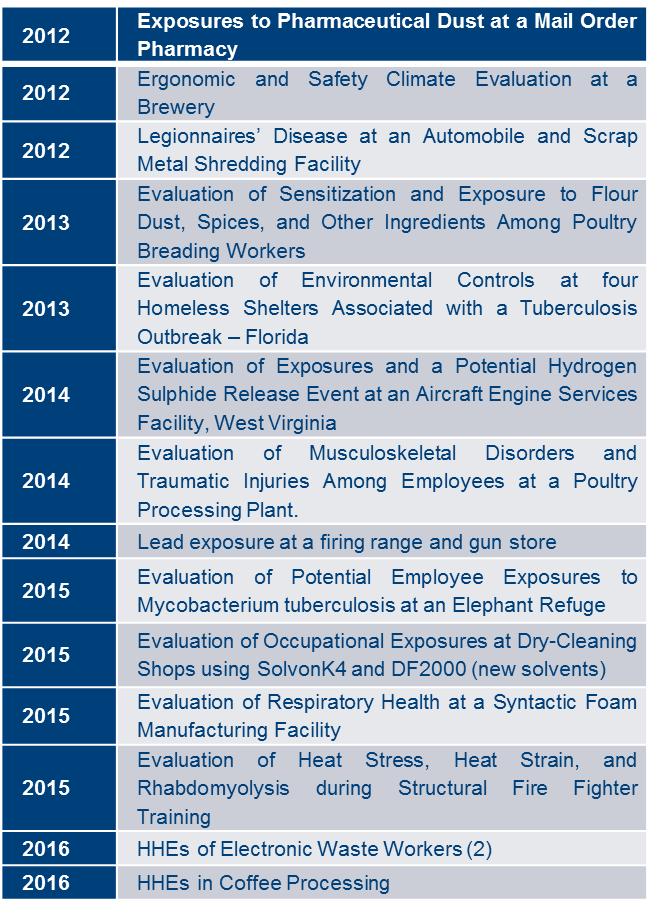 2012
Exposures to Pharmaceutical Dust at a Mail Order
Pharmacy
2012
Ergonomic and Safety Climate Evaluation at a
Brewery
2012
Legionnaires’ Disease at an Automobile and Scrap
Metal Shredding Facility
2013
Evaluation of Sensitization and Exposure to Flour
Dust, Spices, and Other Ingredients Among Poultry
Breading Workers
2013
Evaluation of Environmental Controls at four
Homeless Shelters Associated with a Tuberculosis
Outbreak – Florida
2014
Evaluation of Exposures and a Potential Hydrogen
Sulphide Release Event at an Aircraft Engine Services
Facility, West Virginia
2014
Evaluation of Musculoskeletal Disorders and
Traumatic Injuries Among Employees at a Poultry
Processing Plant.
2014
Lead exposure at a firing range and gun store
2015
Evaluation of Potential Employee Exposures to
Mycobacterium tuberculosis at an Elephant Refuge
2015
Evaluation of Occupational Exposures at Dry-Cleaning
Shops using SolvonK4 and DF2000 (new solvents)
2015
Evaluation of Respiratory Health at a Syntactic Foam
Manufacturing Facility
2015
Evaluation of Heat Stress, Heat Strain, and
Rhabdomyolysis during Structural Fire Fighter
Training
2016
HHEs of Electronic Waste Workers (2)
2016
HHEs in Coffee Processing